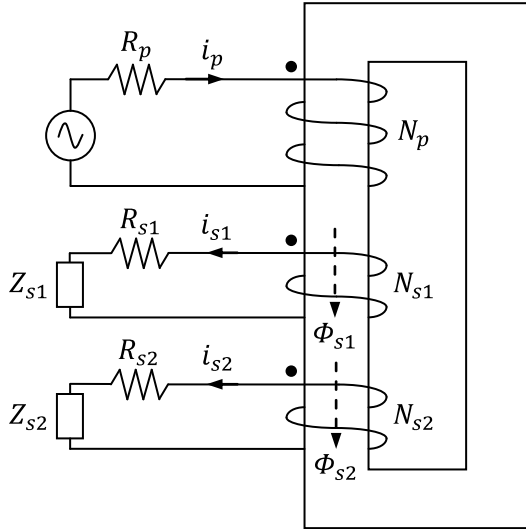 R_p
i_p
N_p
R_s1
i_s1
Z_s1
N_s1
Φ_s1
R_s2
i_s2
Z_s2
N_s2
Φ_s2